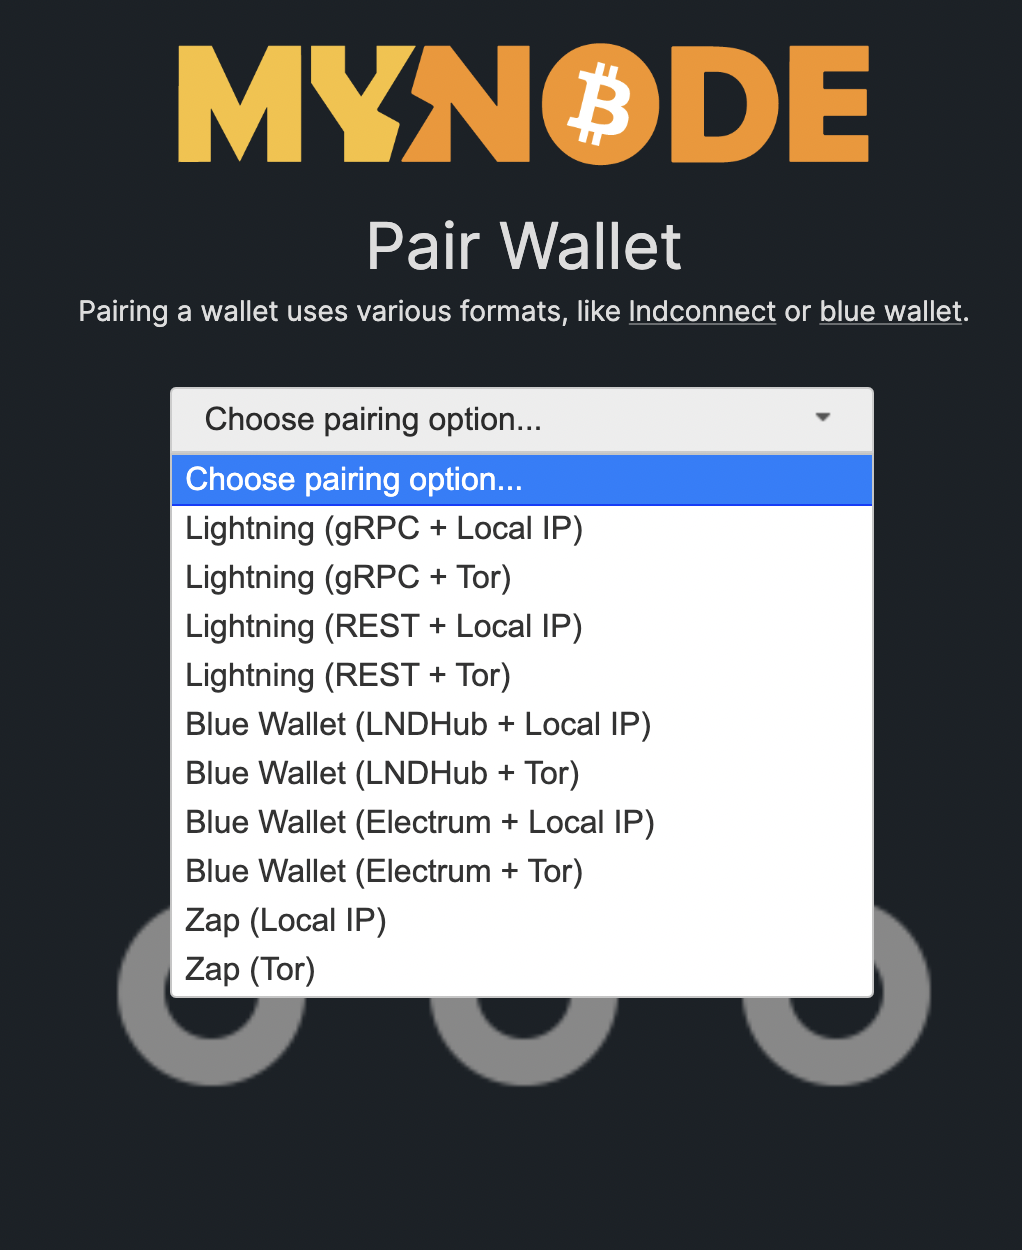 MYNODE
Pair Wallet
Pairing a wallet uses various formats, like lndconnect or blue wallet.
Choose pairing option...
Choose pairing option...
Lightning (gRPC + Local IP)
Lightning (gRPC + Tor)
Lightning (REST + Local IP)
Lightning (REST + Tor)
Blue Wallet (LNDHub + Local IP)
Blue Wallet (LNDHub + Tor)
Blue Wallet (Electrum + Local IP)
Blue Wallet (Electrum + Tor)
Zap (Local IP)
Zap (Tor)